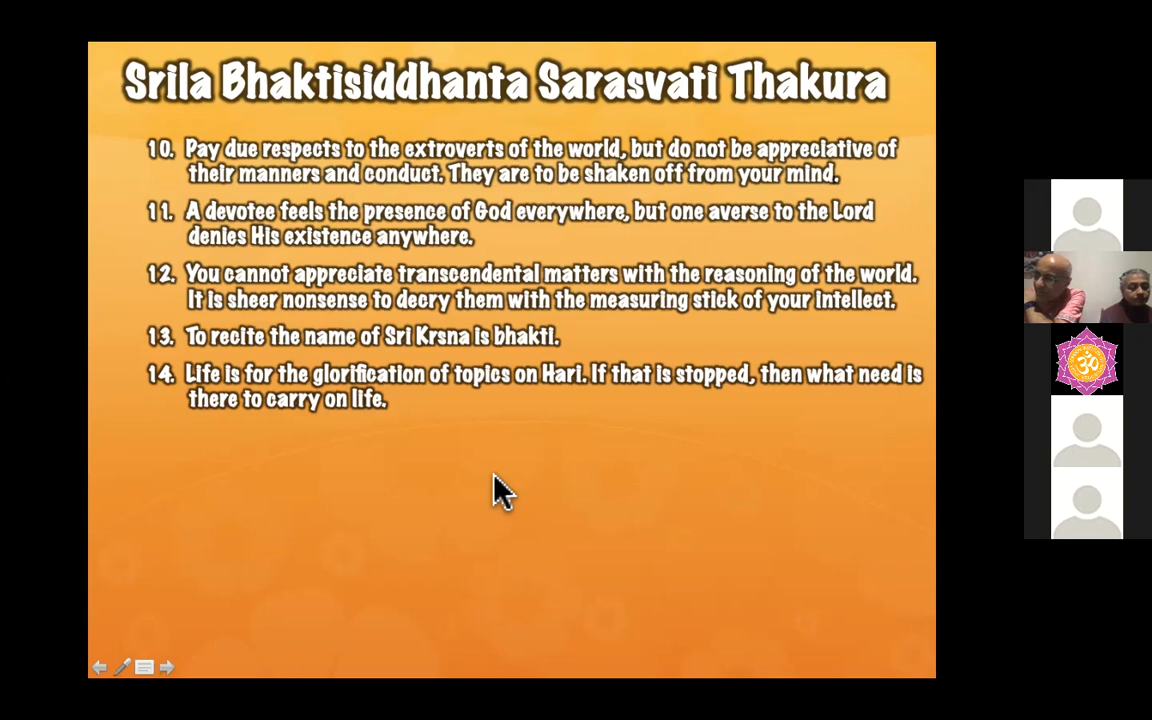 Srila Bhaktisiddhanta Sarasvati Thakura
10. Pay due respects to the extroverts of the world, but do not be appreciative of
their manners and conduct. They are to be shaken off from your mind.
11. A devotee feels the presence of God everywhere, but one averse to the Lord
denies His existence anywhere.
12. You cannot appreciate transcendental matters with the reasoning of the world.
It is sheer nonsense to decry them with the measuring stick of your intellect.
13. To recite the name of Sri Krsna is bhakti.
14. Life is for the glorification of topics on Hari. If that is stopped, then what need is
there to carry on life.
ॐ